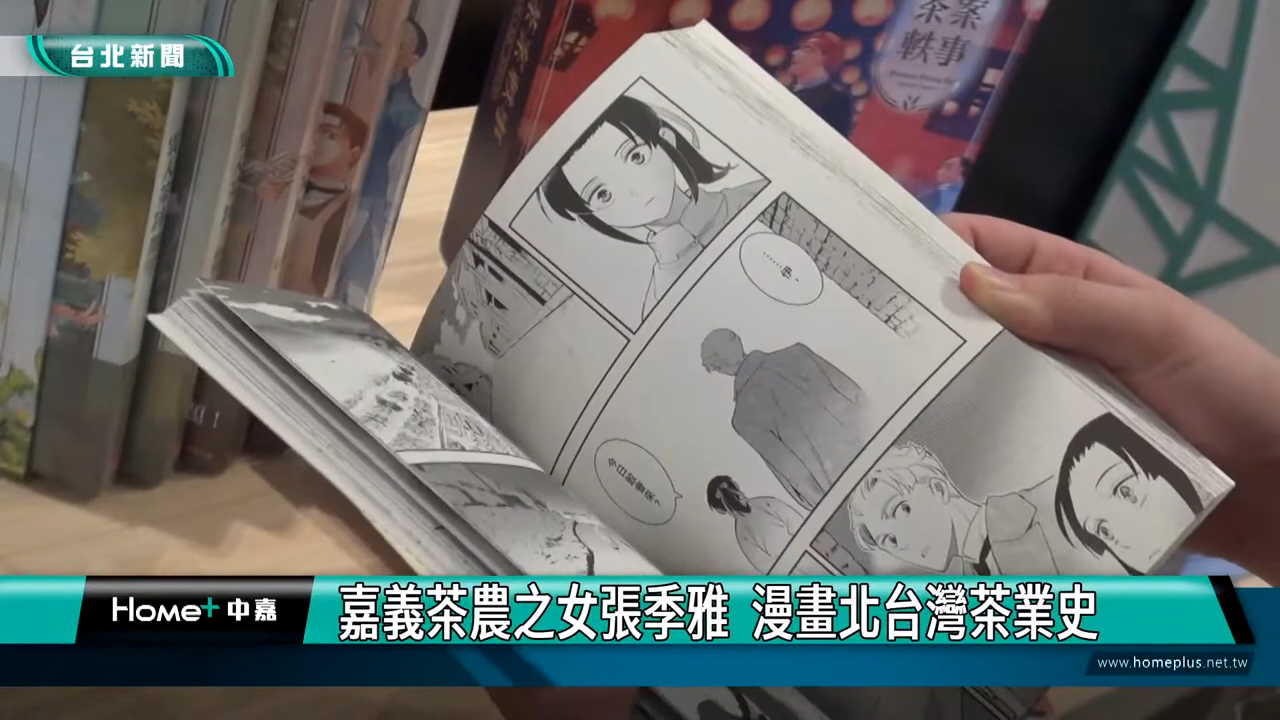 台北新聞
茶案
軼事
……申。
Home+ 中嘉
嘉義茶農之女張季雅 漫畫北台灣茶業史
www.homeplus.net.tw